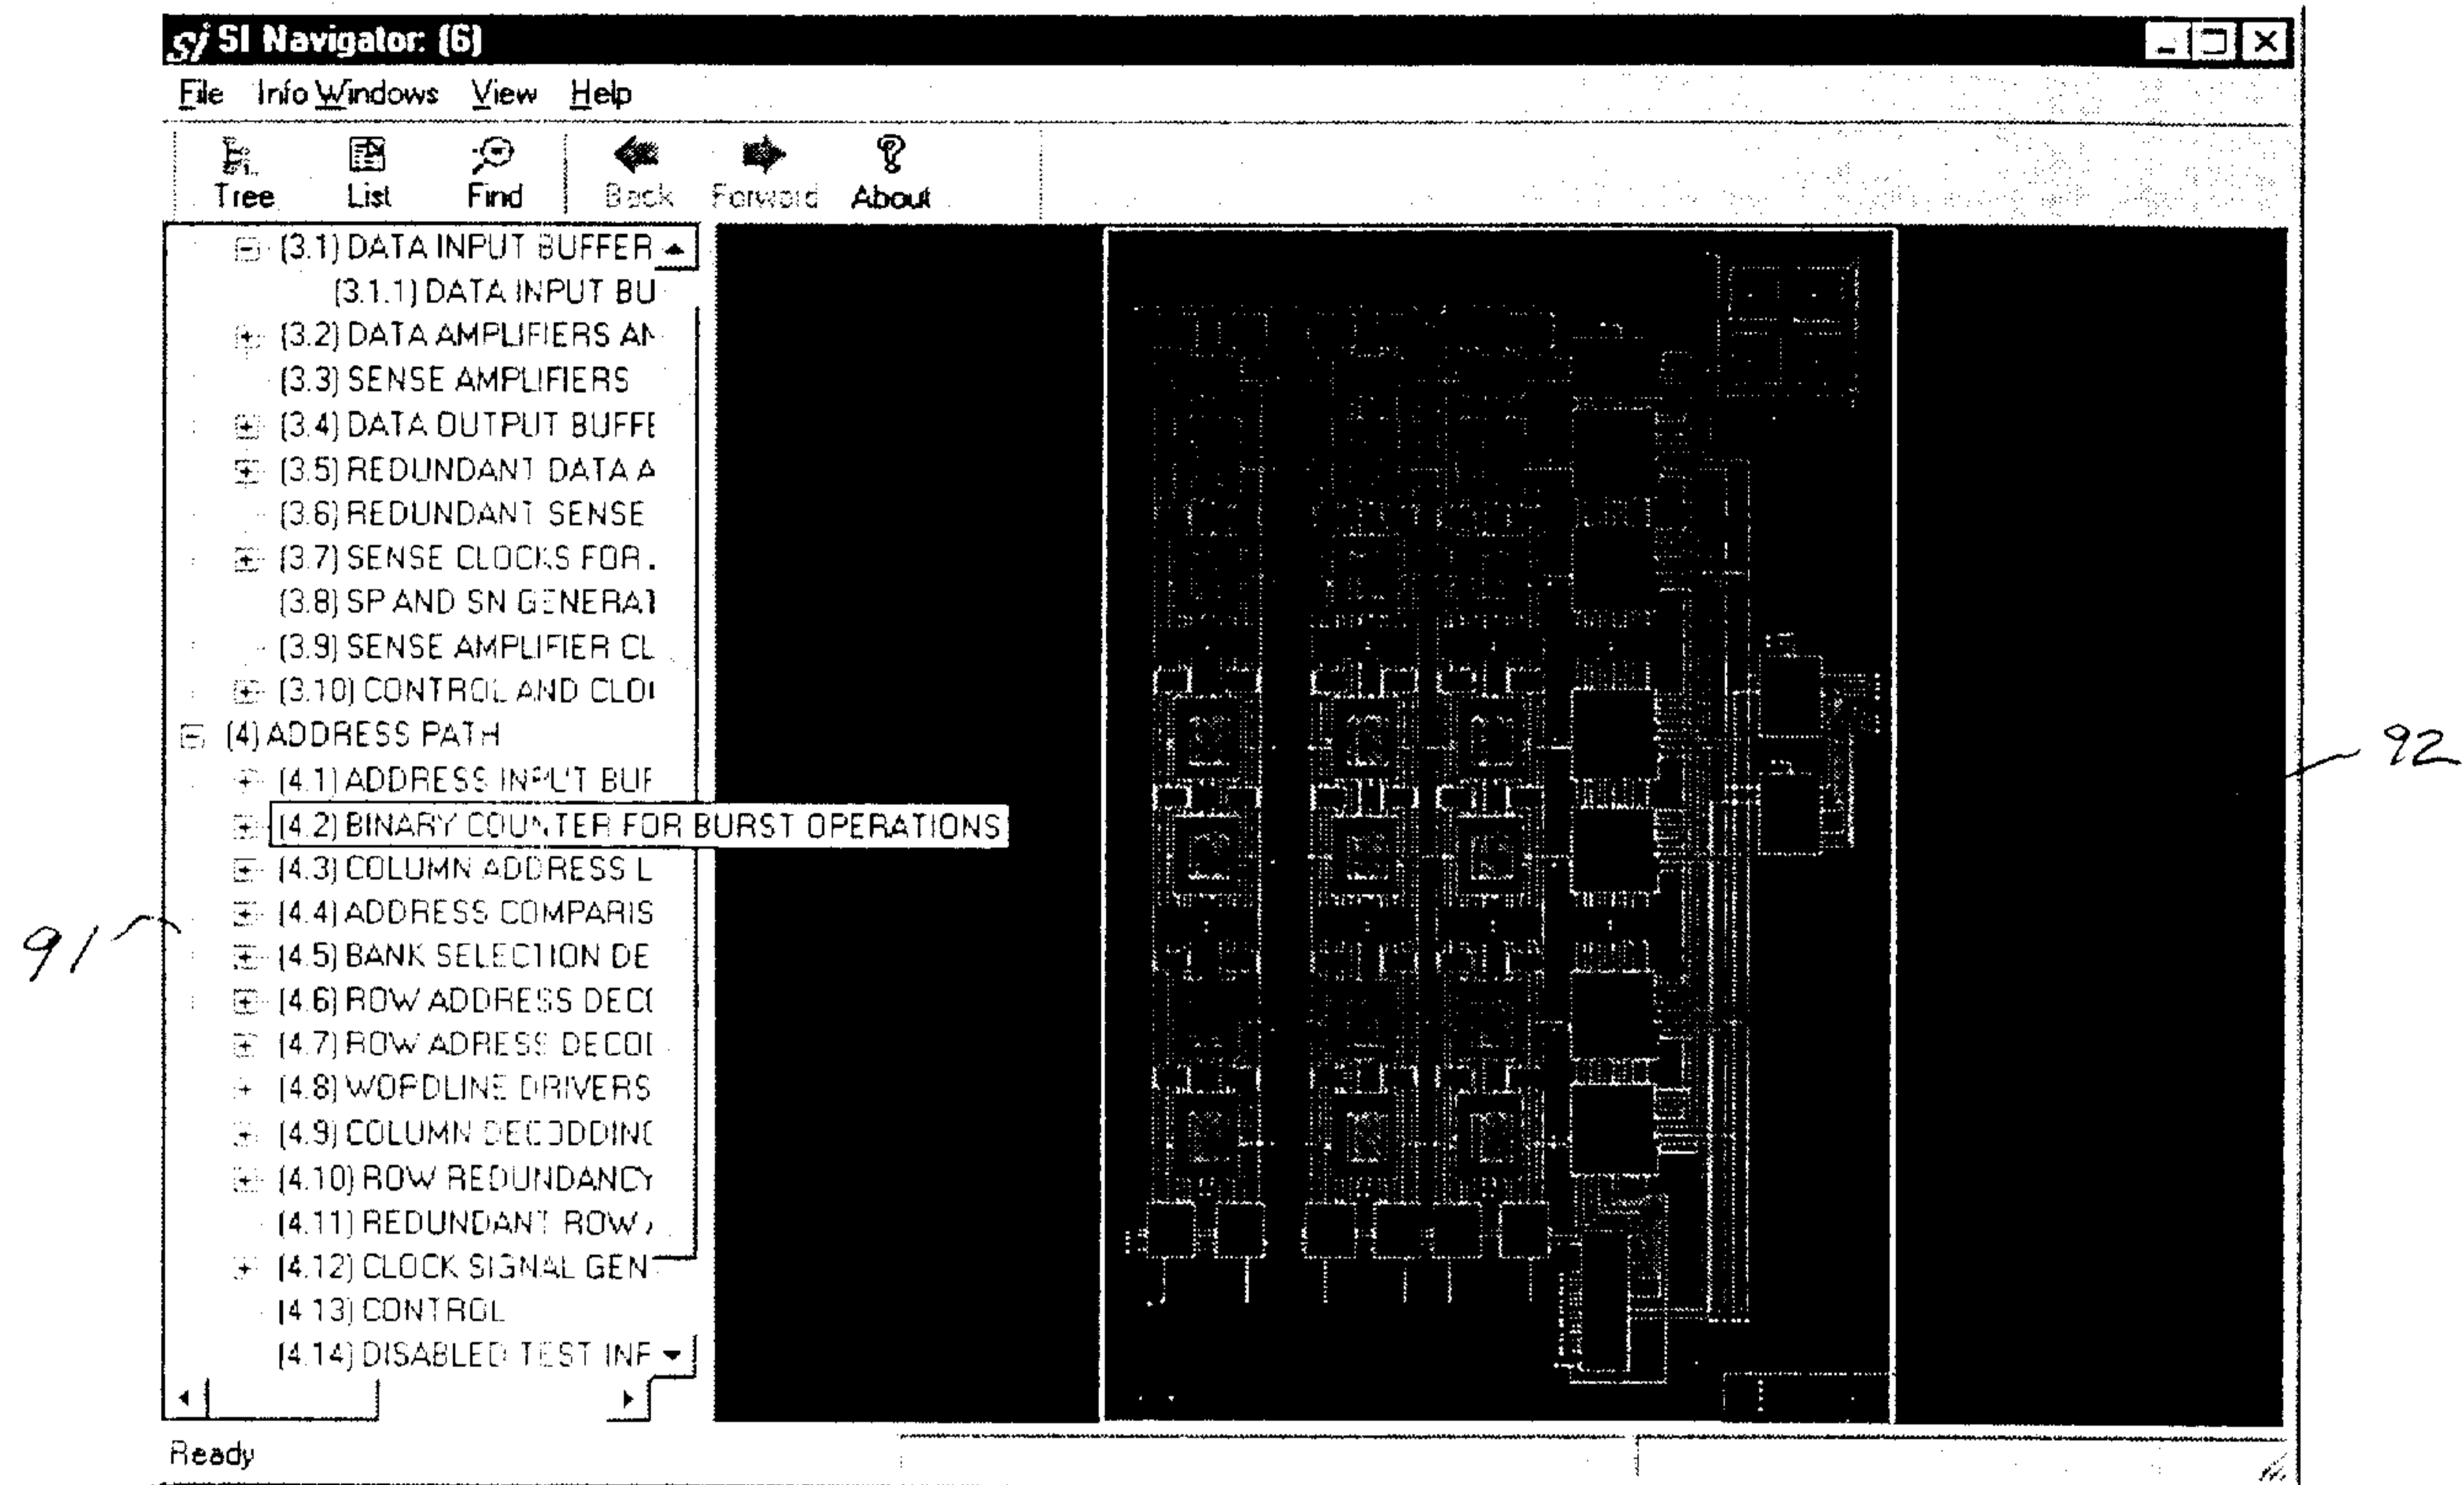 Si SI Navigator: (6)
File Info Windows View Help
Tree List Find Back Forward About
(3.1) DATA INPUT BUFFER
(3.1.1) DATA INPUT BU
(3.2) DATA AMPLIFIERS AN
(3.3) SENSE AMPLIFIERS
(3.4) DATA OUTPUT BUFFE
(3.5) REDUNDANT DATA A
(3.6) REDUNDANT SENSE
(3.7) SENSE CLOCKS FOR
(3.8) SP AND SN GENERAT
(3.9) SENSE AMPLIFIER CL
(3.10) CONTROL AND CLO
(4) ADDRESS PATH
(4.1) ADDRESS INPUT BUF
(4.2) BINARY COUNTER FOR BURST OPERATIONS
(4.3) COLUMN ADDRESS L
(4.4) ADDRESS COMPARIS
(4.5) BANK SELECTION DE
(4.6) ROW ADDRESS DEC
(4.7) ROW ADRESS DECOI
(4.8) WORDLINE DRIVERS
(4.9) COLUMN DECODDING
(4.10) ROW REDUNDANCY
(4.11) REDUNDANT ROW
(4.12) CLOCK SIGNAL GEN
(4.13) CONTROL
(4.14) DISABLED TEST INF
Ready
91
92